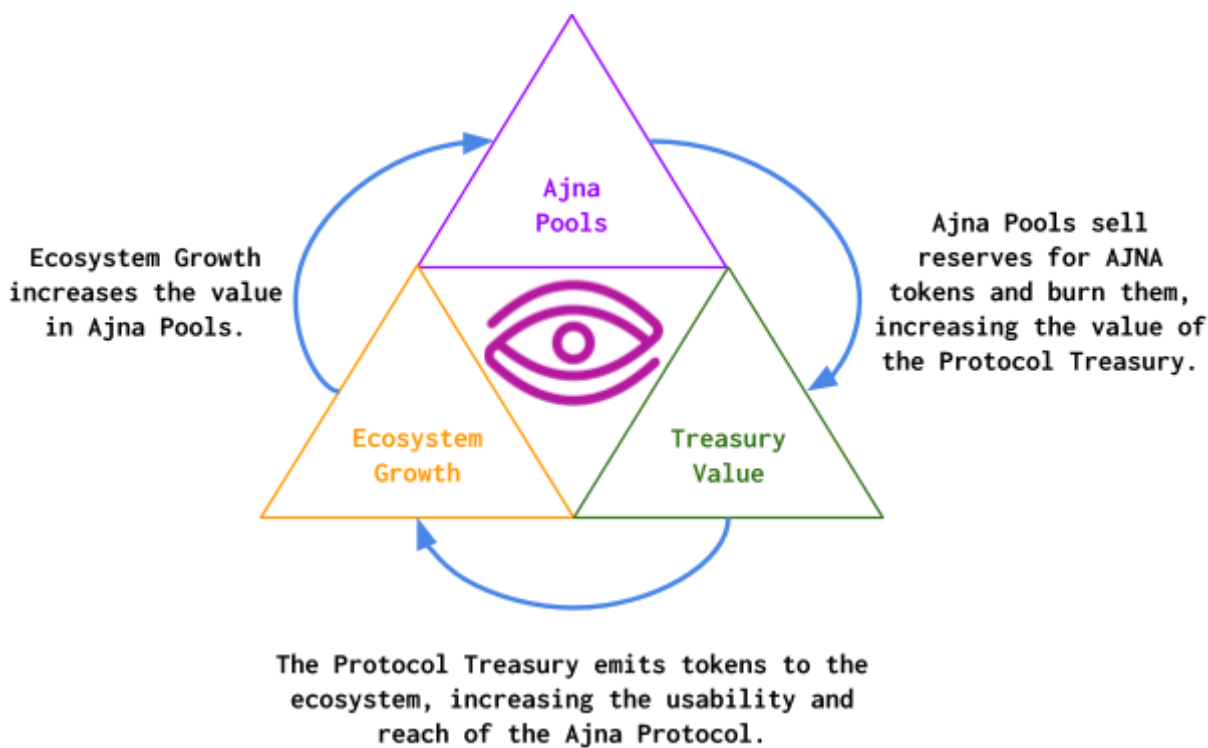 Ajna
Pools
Ecosystem Growth
increases the value
in Ajna Pools.
Ajna Pools sell
reserves for AJNA
tokens and burn them,
increasing the value of
the Protocol Treasury.
Ecosystem
Growth
Treasury
Value
The Protocol Treasury emits tokens to the
ecosystem, increasing the usability and
reach of the Ajna Protocol.